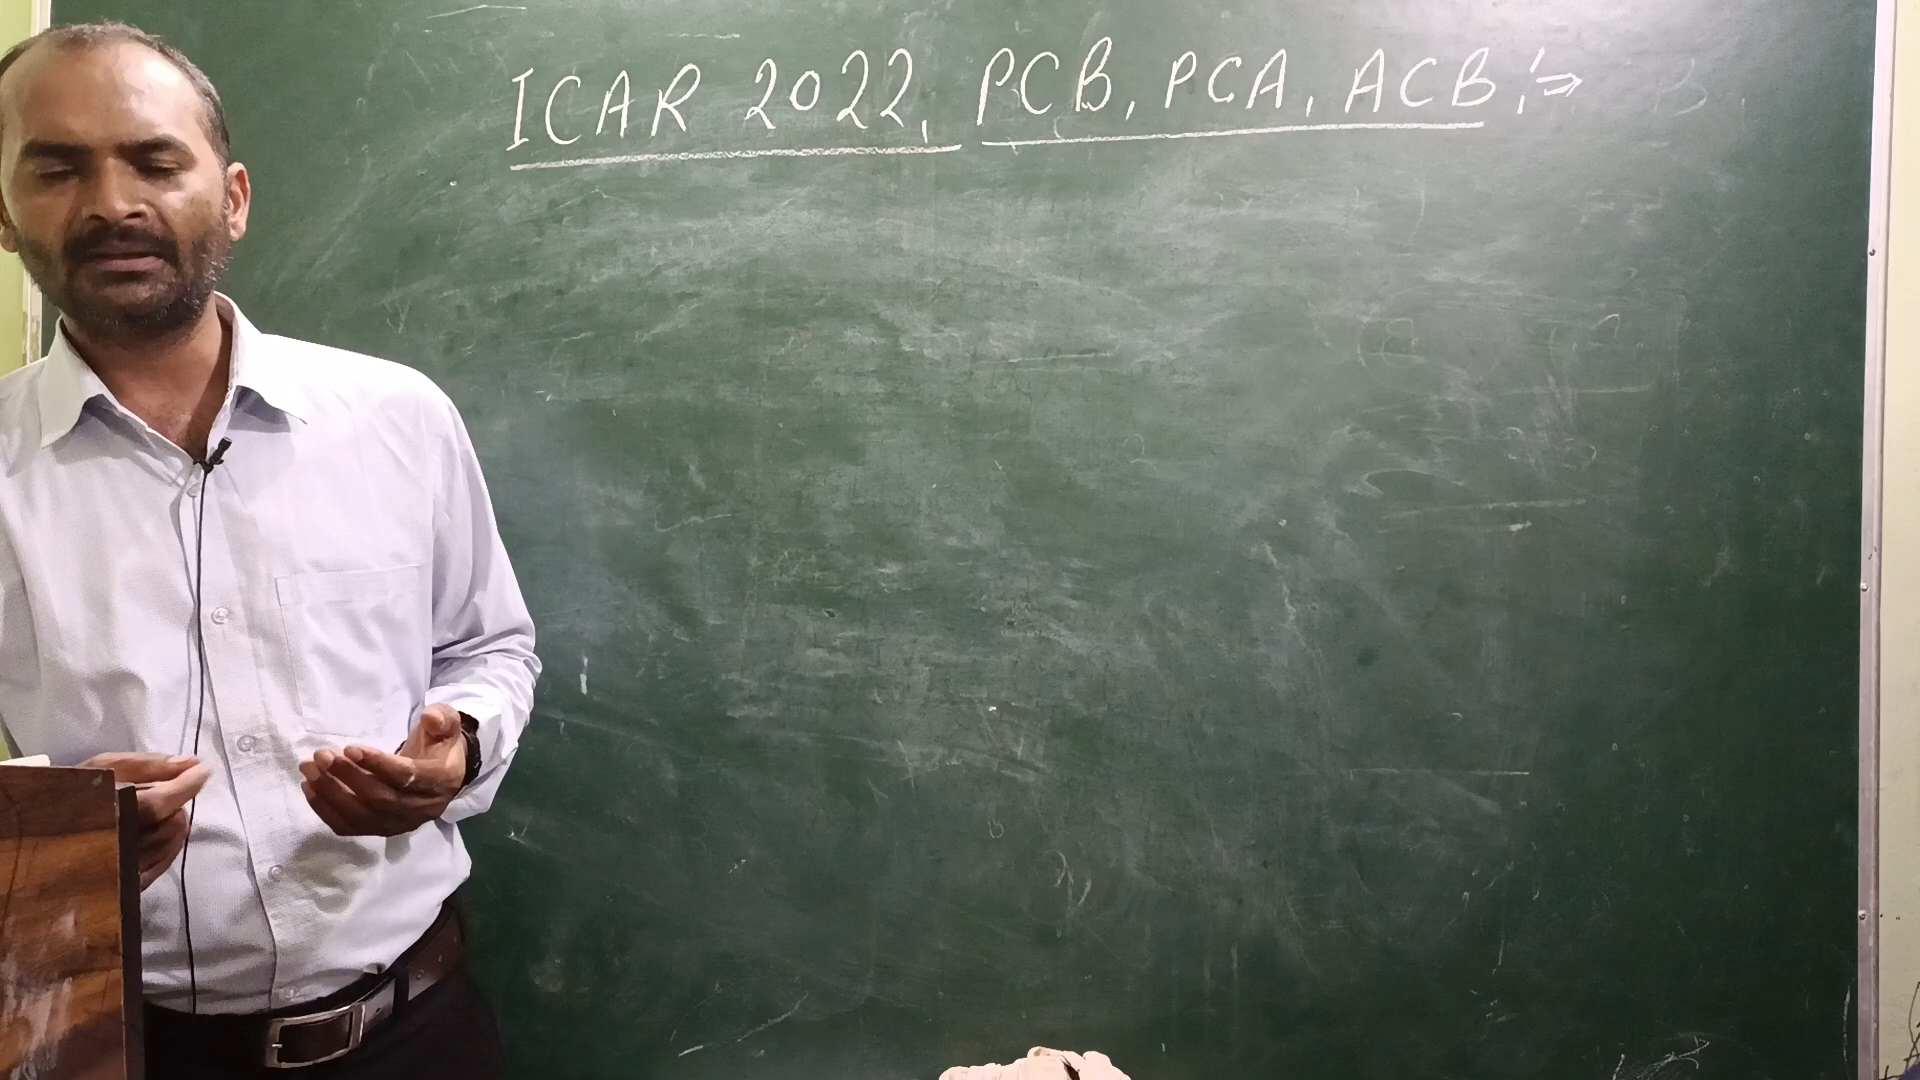 ICAR 2022, PCB, PCA, ACB :⇒